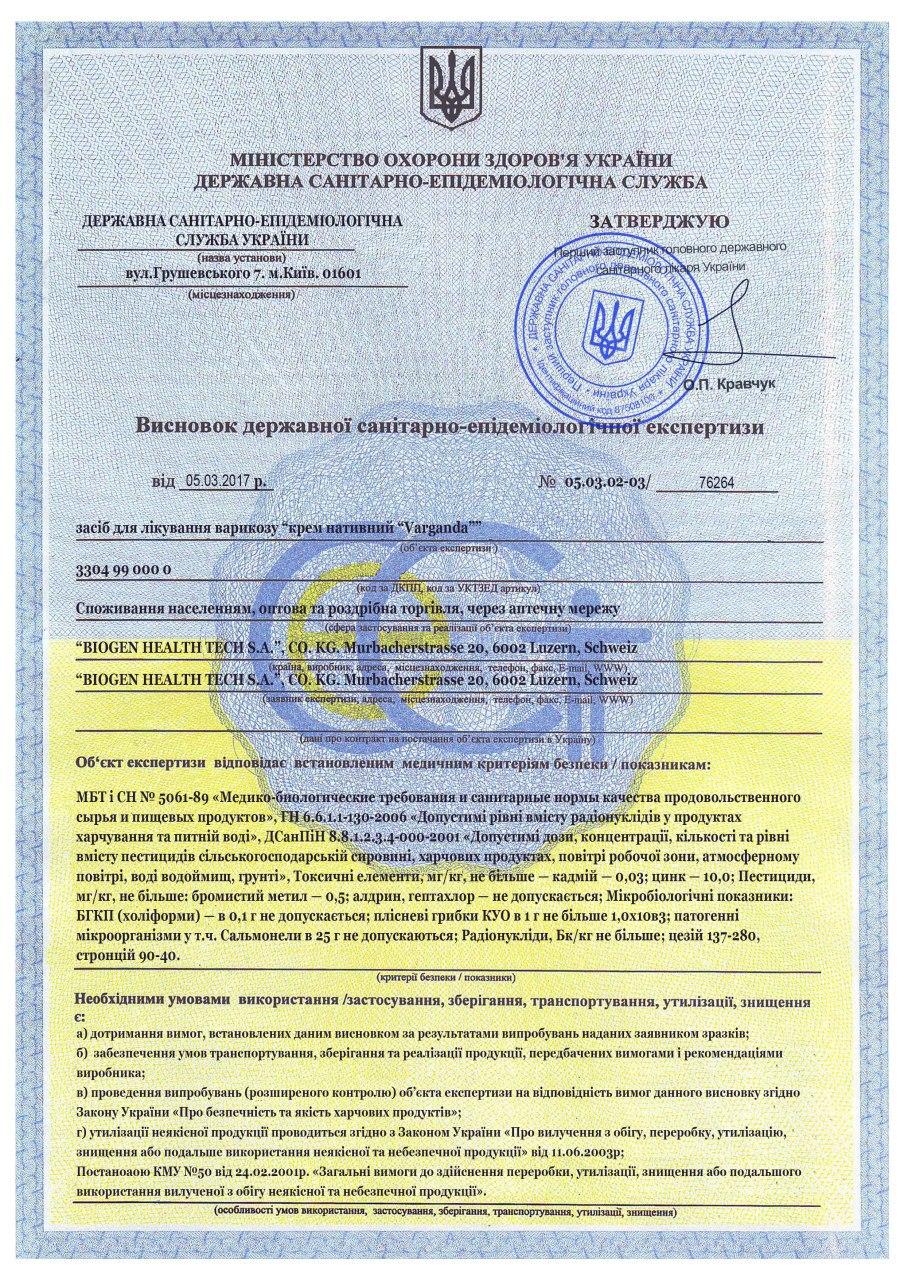 МІНІСТЕРСТВО ОХОРОНИ ЗДОРОВ'Я УКРАЇНИ
ДЕРЖАВНА САНІТАРНО-ЕПІДЕМІОЛОГІЧНА СЛУЖБА
ДЕРЖАВНА САНІТАРНО-ЕПІДЕМІОЛОГІЧНА
СЛУЖБА УКРАЇНИ
(назва установи)
вул.Грушевського 7. м.Київ. 01601
(місцезнаходження)
ЗАТВЕРДЖУЮ
Перший заступник головного державного
санітарного лікаря України
ДЕРЖАВНА САНІТАРНО-ЕПІДЕМІОЛОГІЧНА СЛУЖБА УКРАЇНИ
Перший заступник головного державного санітарного лікаря України
О.П. Кравчук
Висновок державної санітарно-епідеміологічної експертизи
від 05.03.2017 р.
№ 05.03.02-03/ 76264
засіб для лікування варикозу “крем нативний “Varganda””
(об'єкта експертизи )
3304 99 000 0
(код за ДКПП, код за УКТЗЕД артикул)
Споживання населенням, оптова та роздрібна торгівля, через аптечну мережу
(сфера застосування та реалізації об'єкта експертизи)
“BIOGEN HEALTH TECH S.A.”, CO. KG. Murbacherstrasse 20, 6002 Luzern, Schweiz
(країна, виробник, адреса, місцезнаходження, телефон, факс, E-mail, WWW)
“BIOGEN HEALTH TECH S.A.”, CO. KG. Murbacherstrasse 20, 6002 Luzern, Schweiz
(заявник експертизи, адреса, місцезнаходження, телефон, факс, E-mail, WWW)
(дані про контракт на постачання об'єкта експертизи в Україну)
Об‘єкт експертизи відповідає встановленим медичним критеріям безпеки / показникам:
МБТ і СН № 5061-89 «Медико-биологические требования и санитарные нормы качества продовольственного
сырья и пищевых продуктов», ГН 6.6.1.1-130-2006 «Допустимі рівні вмісту радіонуклідів у продуктах
харчування та питній воді», ДСанПіН 8.8.1.2.3.4-000-2001 «Допустимі дози, концентрації, кількості та рівні
вмісту пестицидів сільськогосподарській сировині, харчових продуктах, повітрі робочої зони, атмосферному
повітрі, воді водоймищ, грунті», Токсичні елементи, мг/кг, не більше — кадмій — 0,03; цинк — 10,0; Пестициди,
мг/кг, не більше: бромистий метил — 0,5; алдрин, гептахлор — не допускається; Мікробіологічні показники:
БГКП (холіформи) — в 0,1 г не допускається; плісневі грибки КУО в 1 г не більше 1,0х10в3; патогенні
мікроорганізми у т.ч. Сальмонели в 25 г не допускаються; Радіонукліди, Бк/кг не більше; цезій 137-280,
стронцій 90-40.
(критерії безпеки / показники)
Необхідними умовами використання /застосування, зберігання, транспортування, утилізації, знищення
є:
а) дотримання вимог, встановлених даним висновком за результатами випробувань наданих заявником зразків;
б) забезпечення умов транспортування, зберігання та реалізації продукції, передбачених вимогами і рекомендаціями
виробника;
в) проведення випробувань (розширеного контролю) об'єкта експертизи на відповідність вимог данного висновку згідно
Закону України «Про безпечність та якість харчових продуктів»;
г) утилізації неякісної продукції проводиться згідно з Законом України «Про вилучення з обігу, переробку, утилізацію,
знищення або подальше використання неякісної та небезпечної продукції» від 11.06.2003р;
Постаноаою КМУ №50 від 24.02.2001р. «Загальні вимоги до здійснення переробки, утилізації, знищення або подальшого
використання вилученої з обігу неякісної та небезпечної продукції».
(особливості умов використання, застосування, зберігання, транспортування, утилізації, знищення)